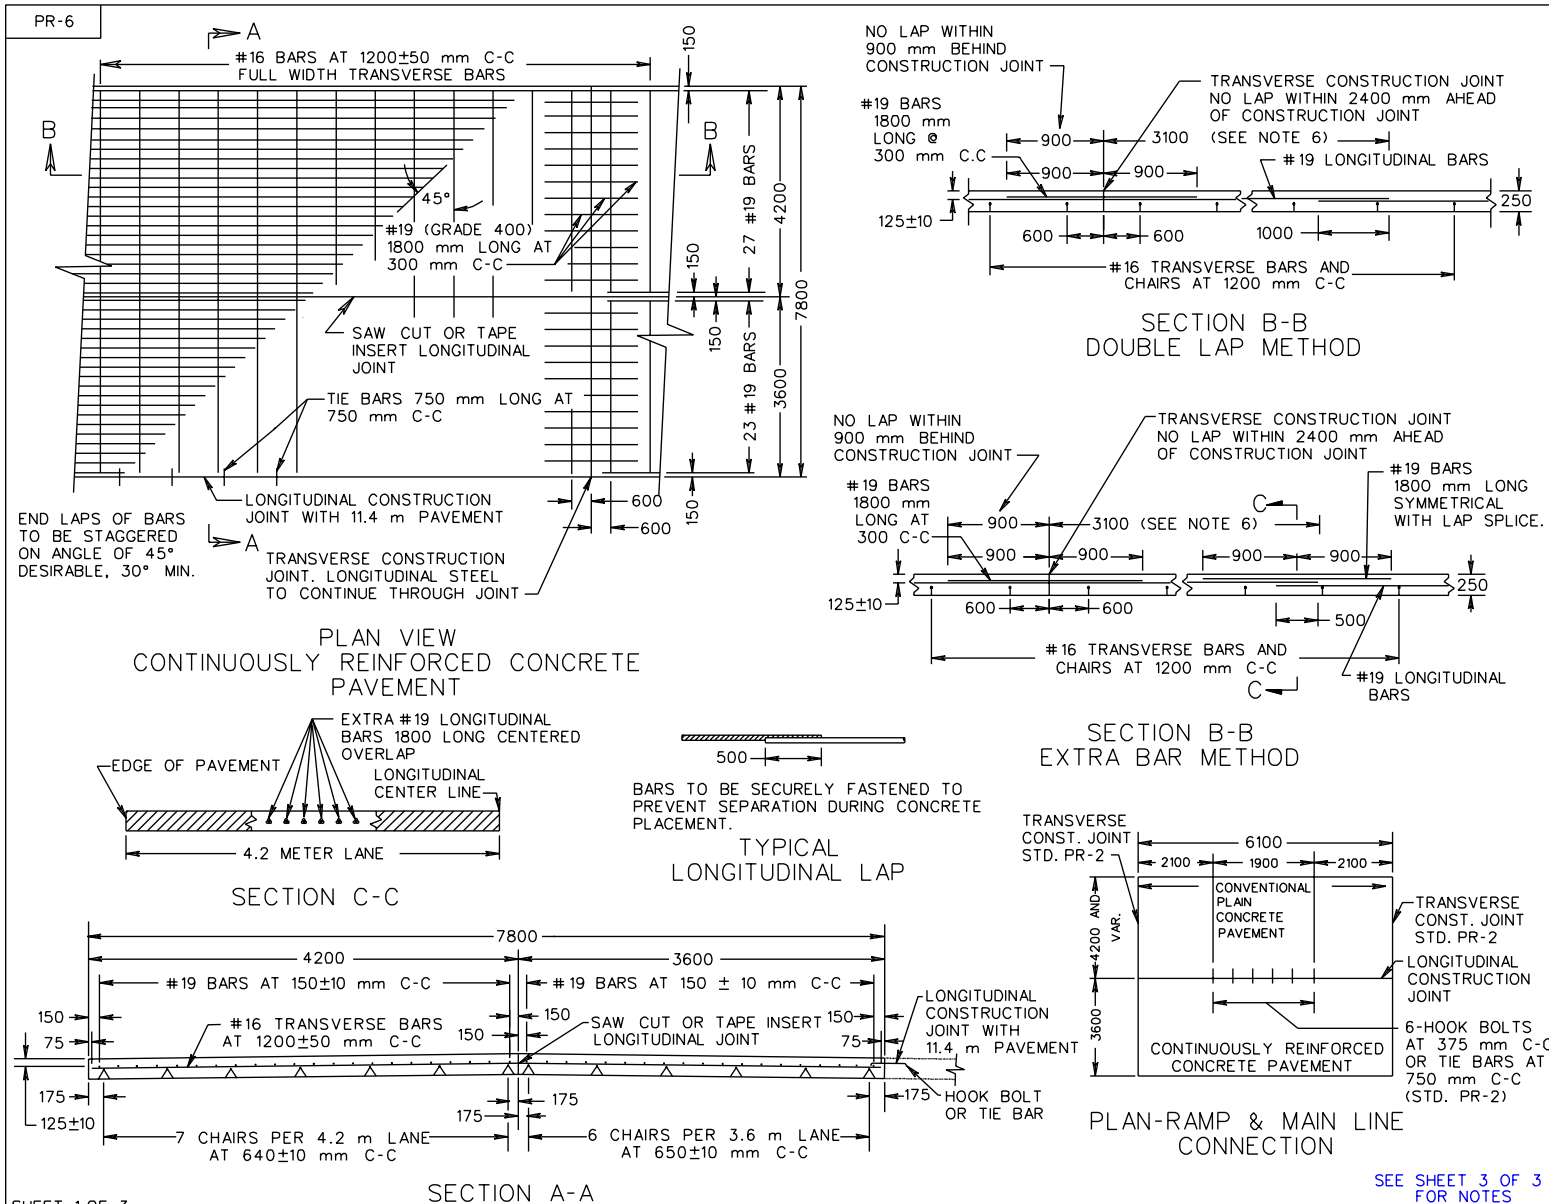 PR-6
A
#16 BARS AT 1200±50 mm C-C
FULL WIDTH TRANSVERSE BARS
150
B
B
45°
#19 (GRADE 400)
1800 mm LONG AT
300 mm C-C
27 #19 BARS
4200
150
7800
150
SAW CUT OR TAPE
INSERT LONGITUDINAL
JOINT
23 #19 BARS
3600
TIE BARS 750 mm LONG AT
750 mm C-C
LONGITUDINAL CONSTRUCTION
JOINT WITH 11.4 m PAVEMENT
600
600
150
END LAPS OF BARS
TO BE STAGGERED
ON ANGLE OF 45°
DESIRABLE, 30° MIN.
A
TRANSVERSE CONSTRUCTION
JOINT. LONGITUDINAL STEEL
TO CONTINUE THROUGH JOINT
PLAN VIEW
CONTINUOUSLY REINFORCED CONCRETE
PAVEMENT
NO LAP WITHIN
900 mm BEHIND
CONSTRUCTION JOINT
TRANSVERSE CONSTRUCTION JOINT
NO LAP WITHIN 2400 mm AHEAD
OF CONSTRUCTION JOINT
#19 BARS
1800 mm
LONG @
300 mm C.C
900
3100
(SEE NOTE 6)
900
900
#19 LONGITUDINAL BARS
250
125±10
600
600
1000
#16 TRANSVERSE BARS AND
CHAIRS AT 1200 mm C-C
SECTION B-B
DOUBLE LAP METHOD
NO LAP WITHIN
900 mm BEHIND
CONSTRUCTION JOINT
TRANSVERSE CONSTRUCTION JOINT
NO LAP WITHIN 2400 mm AHEAD
OF CONSTRUCTION JOINT
#19 BARS
1800 mm
LONG AT
300 C-C
#19 BARS
1800 mm LONG
SYMMETRICAL
WITH LAP SPLICE.
C
900
3100 (SEE NOTE 6)
900
900
900
900
250
125±10
600
600
500
#16 TRANSVERSE BARS AND
CHAIRS AT 1200 mm C-C
C
#19 LONGITUDINAL
BARS
SECTION B-B
EXTRA BAR METHOD
EXTRA #19 LONGITUDINAL
BARS 1800 LONG CENTERED
OVERLAP
EDGE OF PAVEMENT
LONGITUDINAL
CENTER LINE
4.2 METER LANE
SECTION C-C
500
BARS TO BE SECURELY FASTENED TO
PREVENT SEPARATION DURING CONCRETE
PLACEMENT.
TYPICAL
LONGITUDINAL LAP
7800
4200
3600
#19 BARS AT 150±10 mm C-C
#19 BARS AT 150 ± 10 mm C-C
150
75
#16 TRANSVERSE BARS
AT 1200±50 mm C-C
150
150
SAW CUT OR TAPE INSERT
LONGITUDINAL JOINT
150
75
LONGITUDINAL
CONSTRUCTION
JOINT WITH
11.4 m PAVEMENT
175
125±10
175
175
175
HOOK BOLT
OR TIE BAR
7 CHAIRS PER 4.2 m LANE
AT 640±10 mm C-C
6 CHAIRS PER 3.6 m LANE
AT 650±10 mm C-C
SECTION A-A
TRANSVERSE
CONST. JOINT
STD. PR-2
6100
2100
1900
2100
CONVENTIONAL
PLAIN
CONCRETE
PAVEMENT
4200 AND
VAR.
3600
TRANSVERSE
CONST. JOINT
STD. PR-2
LONGITUDINAL
CONSTRUCTION
JOINT
6-HOOK BOLTS
AT 375 mm C-C
OR TIE BARS AT
750 mm C-C
(STD. PR-2)
CONTINUOUSLY REINFORCED
CONCRETE PAVEMENT
PLAN-RAMP & MAIN LINE
CONNECTION
SEE SHEET 3 OF 3
FOR NOTES
SHEET 1 OF 3